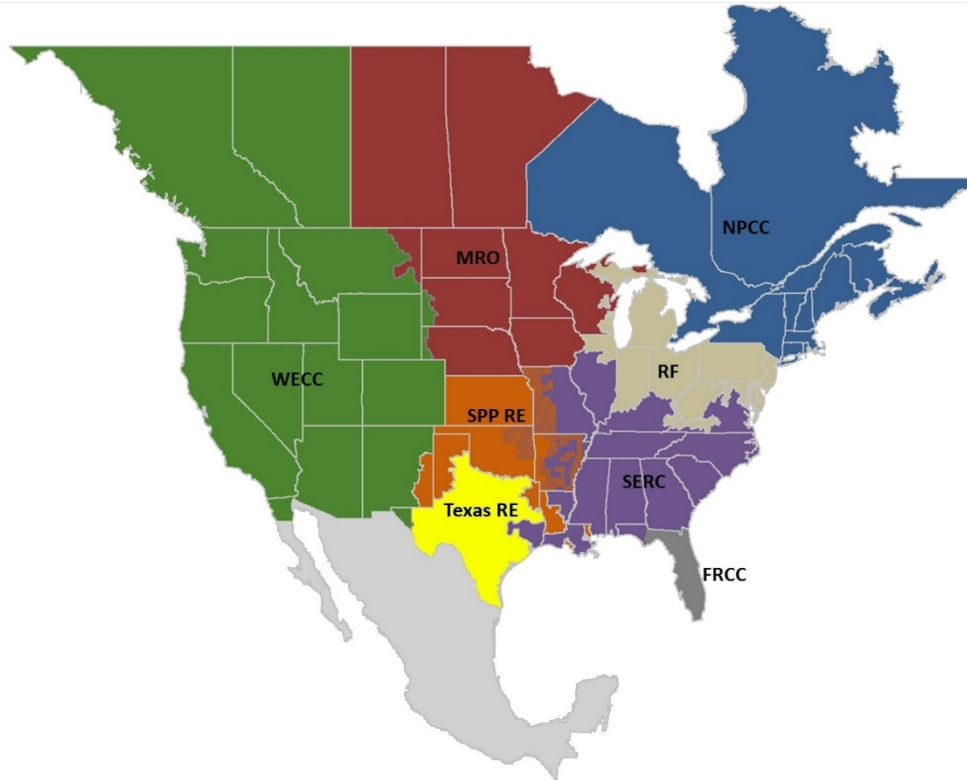 NPCC
MRO
RF
WECC
SPP RE
SERC
Texas RE
FRCC